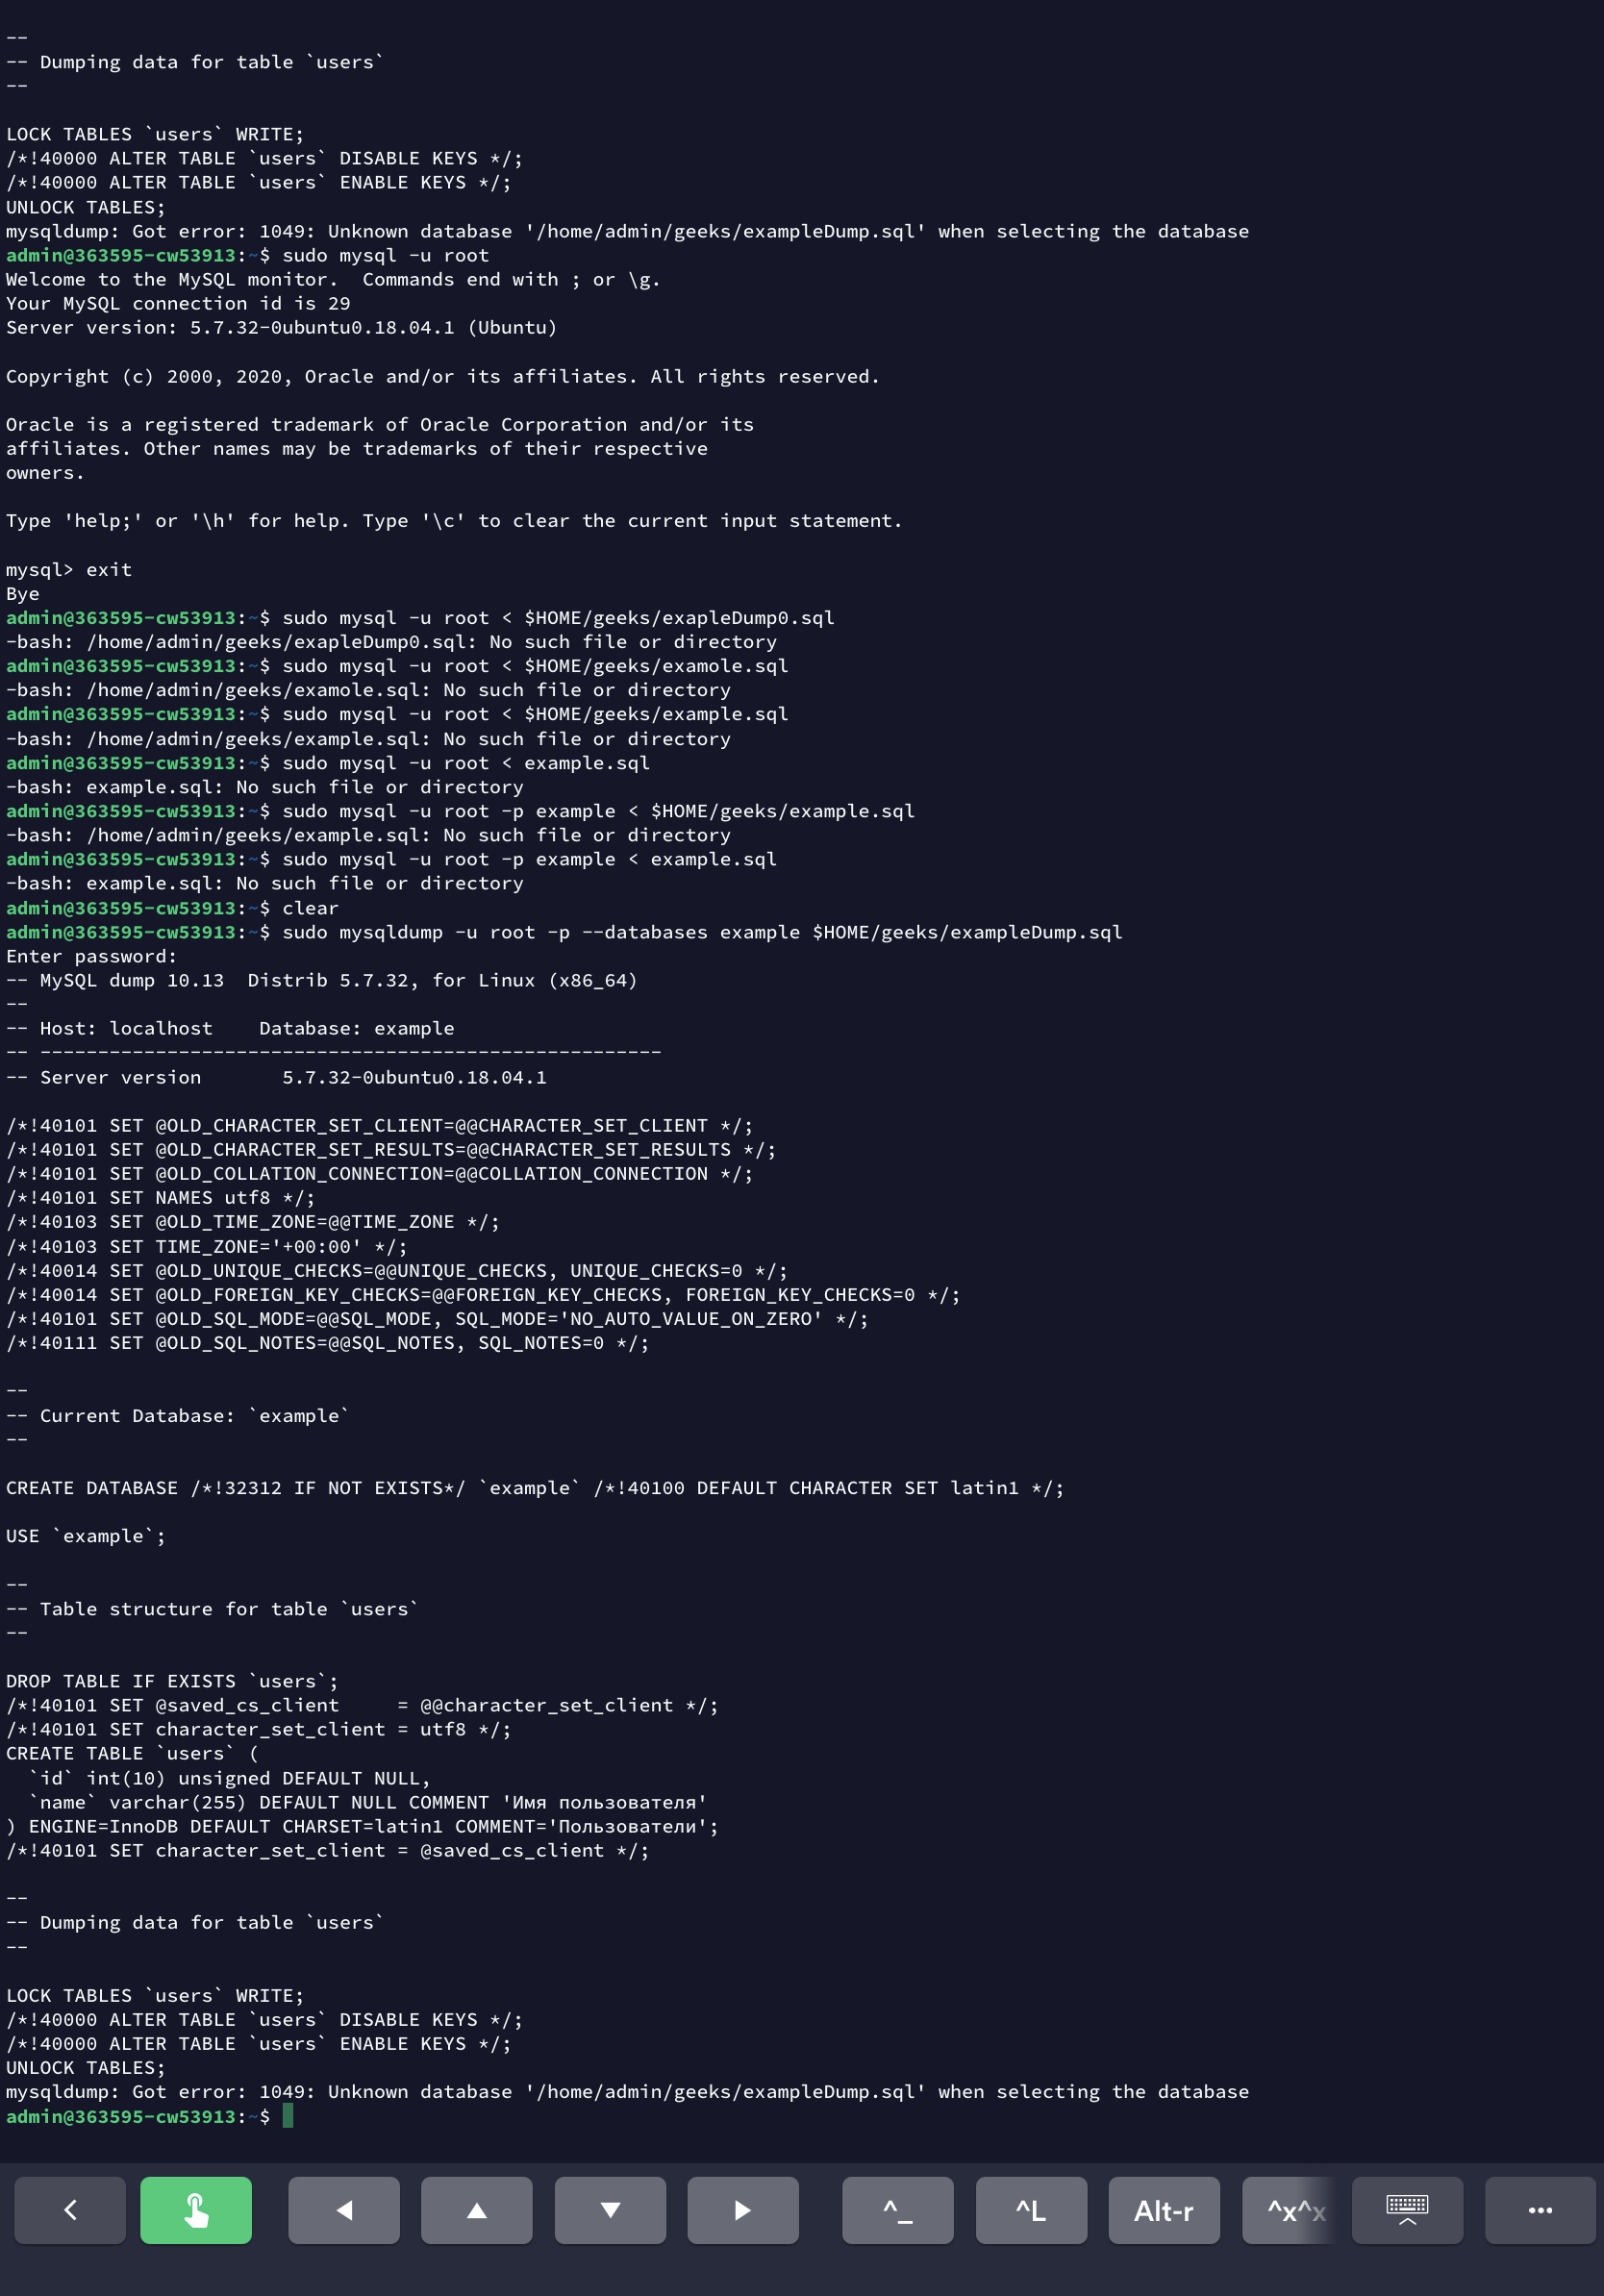 --
-- Dumping data for table `users`
--
LOCK TABLES `users` WRITE;
/*!40000 ALTER TABLE `users` DISABLE KEYS */;
/*!40000 ALTER TABLE `users` ENABLE KEYS */;
UNLOCK TABLES;
mysqldump: Got error: 1049: Unknown database '/home/admin/geeks/exampleDump.sql' when selecting the database
admin@363595-cw53913:~$ sudo mysql -u root
Welcome to the MySQL monitor.  Commands end with ; or \g.
Your MySQL connection id is 29
Server version: 5.7.32-0ubuntu0.18.04.1 (Ubuntu)
Copyright (c) 2000, 2020, Oracle and/or its affiliates. All rights reserved.
Oracle is a registered trademark of Oracle Corporation and/or its
affiliates. Other names may be trademarks of their respective
owners.
Type 'help;' or '\h' for help. Type '\c' to clear the current input statement.
mysql> exit
Bye
admin@363595-cw53913:~$ sudo mysql -u root < $HOME/geeks/exapleDump0.sql
-bash: /home/admin/geeks/exapleDump0.sql: No such file or directory
admin@363595-cw53913:~$ sudo mysql -u root < $HOME/geeks/examole.sql
-bash: /home/admin/geeks/examole.sql: No such file or directory
admin@363595-cw53913:~$ sudo mysql -u root < $HOME/geeks/example.sql
-bash: /home/admin/geeks/example.sql: No such file or directory
admin@363595-cw53913:~$ sudo mysql -u root < example.sql
-bash: example.sql: No such file or directory
admin@363595-cw53913:~$ sudo mysql -u root -p example < $HOME/geeks/example.sql
-bash: /home/admin/geeks/example.sql: No such file or directory
admin@363595-cw53913:~$ sudo mysql -u root -p example < example.sql
-bash: example.sql: No such file or directory
admin@363595-cw53913:~$ clear
admin@363595-cw53913:~$ sudo mysqldump -u root -p --databases example $HOME/geeks/exampleDump.sql
Enter password:
-- MySQL dump 10.13  Distrib 5.7.32, for Linux (x86_64)
--
-- Host: localhost    Database: example
-- ------------------------------------------------------
-- Server version       5.7.32-0ubuntu0.18.04.1
/*!40101 SET @OLD_CHARACTER_SET_CLIENT=@@CHARACTER_SET_CLIENT */;
/*!40101 SET @OLD_CHARACTER_SET_RESULTS=@@CHARACTER_SET_RESULTS */;
/*!40101 SET @OLD_COLLATION_CONNECTION=@@COLLATION_CONNECTION */;
/*!40101 SET NAMES utf8 */;
/*!40103 SET @OLD_TIME_ZONE=@@TIME_ZONE */;
/*!40103 SET TIME_ZONE='+00:00' */;
/*!40014 SET @OLD_UNIQUE_CHECKS=@@UNIQUE_CHECKS, UNIQUE_CHECKS=0 */;
/*!40014 SET @OLD_FOREIGN_KEY_CHECKS=@@FOREIGN_KEY_CHECKS, FOREIGN_KEY_CHECKS=0 */;
/*!40101 SET @OLD_SQL_MODE=@@SQL_MODE, SQL_MODE='NO_AUTO_VALUE_ON_ZERO' */;
/*!40111 SET @OLD_SQL_NOTES=@@SQL_NOTES, SQL_NOTES=0 */;
--
-- Current Database: `example`
--
CREATE DATABASE /*!32312 IF NOT EXISTS*/ `example` /*!40100 DEFAULT CHARACTER SET latin1 */;
USE `example`;
--
-- Table structure for table `users`
--
DROP TABLE IF EXISTS `users`;
/*!40101 SET @saved_cs_client     = @@character_set_client */;
/*!40101 SET character_set_client = utf8 */;
CREATE TABLE `users` (
  `id` int(10) unsigned DEFAULT NULL,
  `name` varchar(255) DEFAULT NULL COMMENT 'Имя пользователя'
) ENGINE=InnoDB DEFAULT CHARSET=latin1 COMMENT='Пользователи';
/*!40101 SET character_set_client = @saved_cs_client */;
--
-- Dumping data for table `users`
--
LOCK TABLES `users` WRITE;
/*!40000 ALTER TABLE `users` DISABLE KEYS */;
/*!40000 ALTER TABLE `users` ENABLE KEYS */;
UNLOCK TABLES;
mysqldump: Got error: 1049: Unknown database '/home/admin/geeks/exampleDump.sql' when selecting the database
admin@363595-cw53913:~$
^_ ^L Alt-r ^x^x